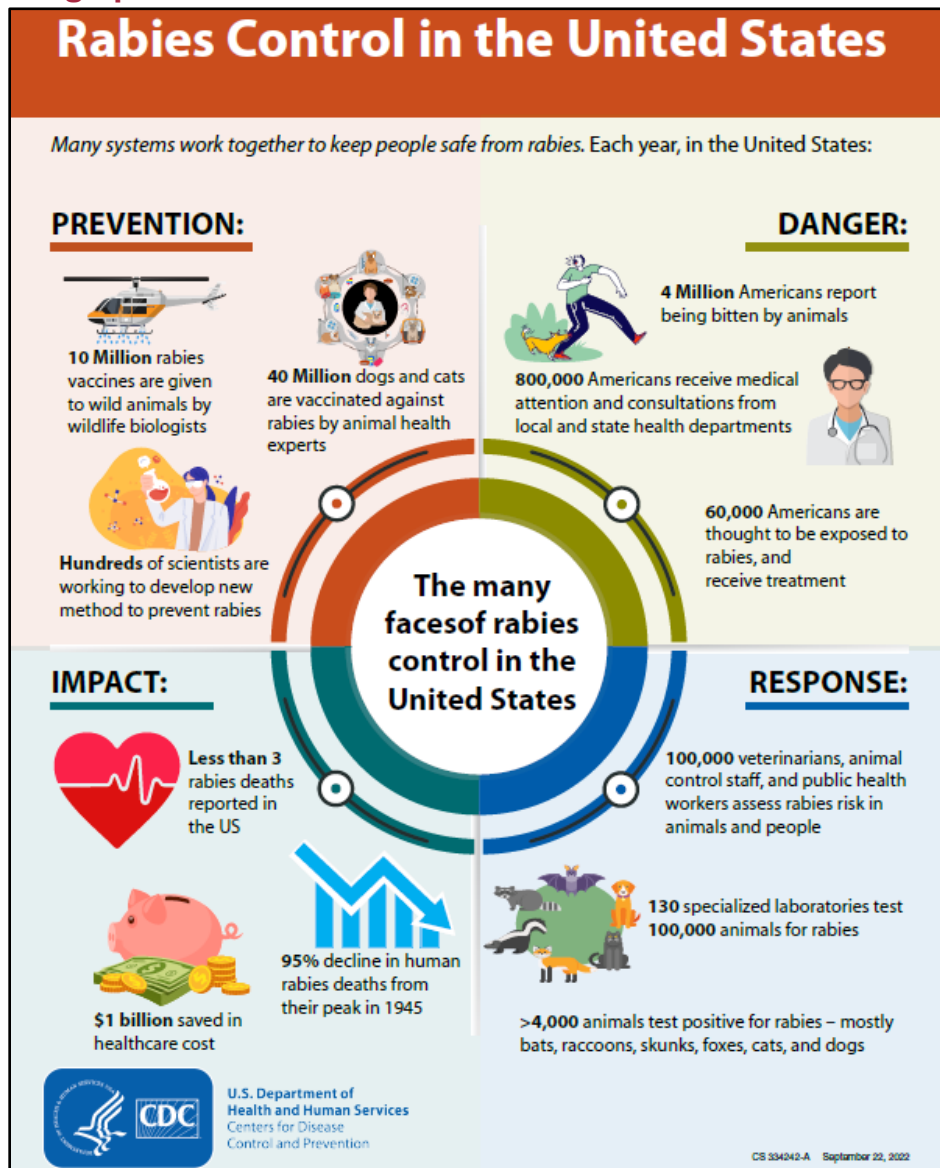 Rabies Control in the United States
Many systems work together to keep people safe from rabies. Each year, in the United States:
PREVENTION:
10 Million rabies
vaccines are given
to wild animals by
wildlife biologists
40 Million dogs and cats
are vaccinated against
rabies by animal health
experts
Hundreds of scientists are
working to develop new
method to prevent rabies
DANGER:
4 Million Americans report
being bitten by animals
800,000 Americans receive medical
attention and consultations from
local and state health departments
60,000 Americans are
thought to be exposed to
rabies, and
receive treatment
The many
facesof rabies
control in the
United States
IMPACT:
Less than 3
rabies deaths
reported in
the US
95% decline in human
rabies deaths from
their peak in 1945
$1 billion saved in
healthcare cost
RESPONSE:
100,000 veterinarians, animal
control staff, and public health
workers assess rabies risk in
animals and people
130 specialized laboratories test
100,000 animals for rabies
>4,000 animals test positive for rabies – mostly
bats, raccoons, skunks, foxes, cats, and dogs
CDC
U.S. Department of
Health and Human Services
Centers for Disease
Control and Prevention
CS 334242-A September 22, 2022